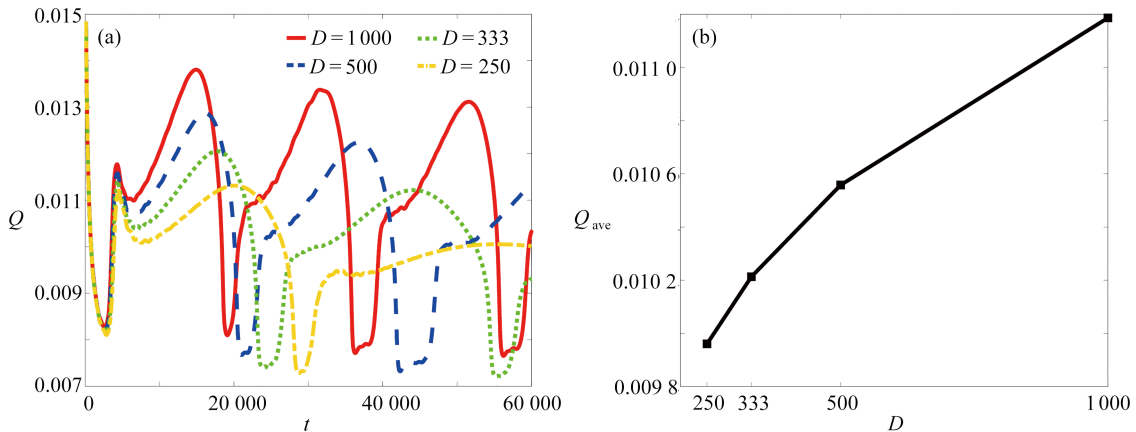 (a)
D = 1 000
D = 333
D = 500
D = 250
0.015
0.013
0.011
0.009
0.007
Q
0
20 000
40 000
60 000
t
(b)
0.011 0
0.010 6
0.010 2
0.009 8
Q ave
250
333
500
1 000
D